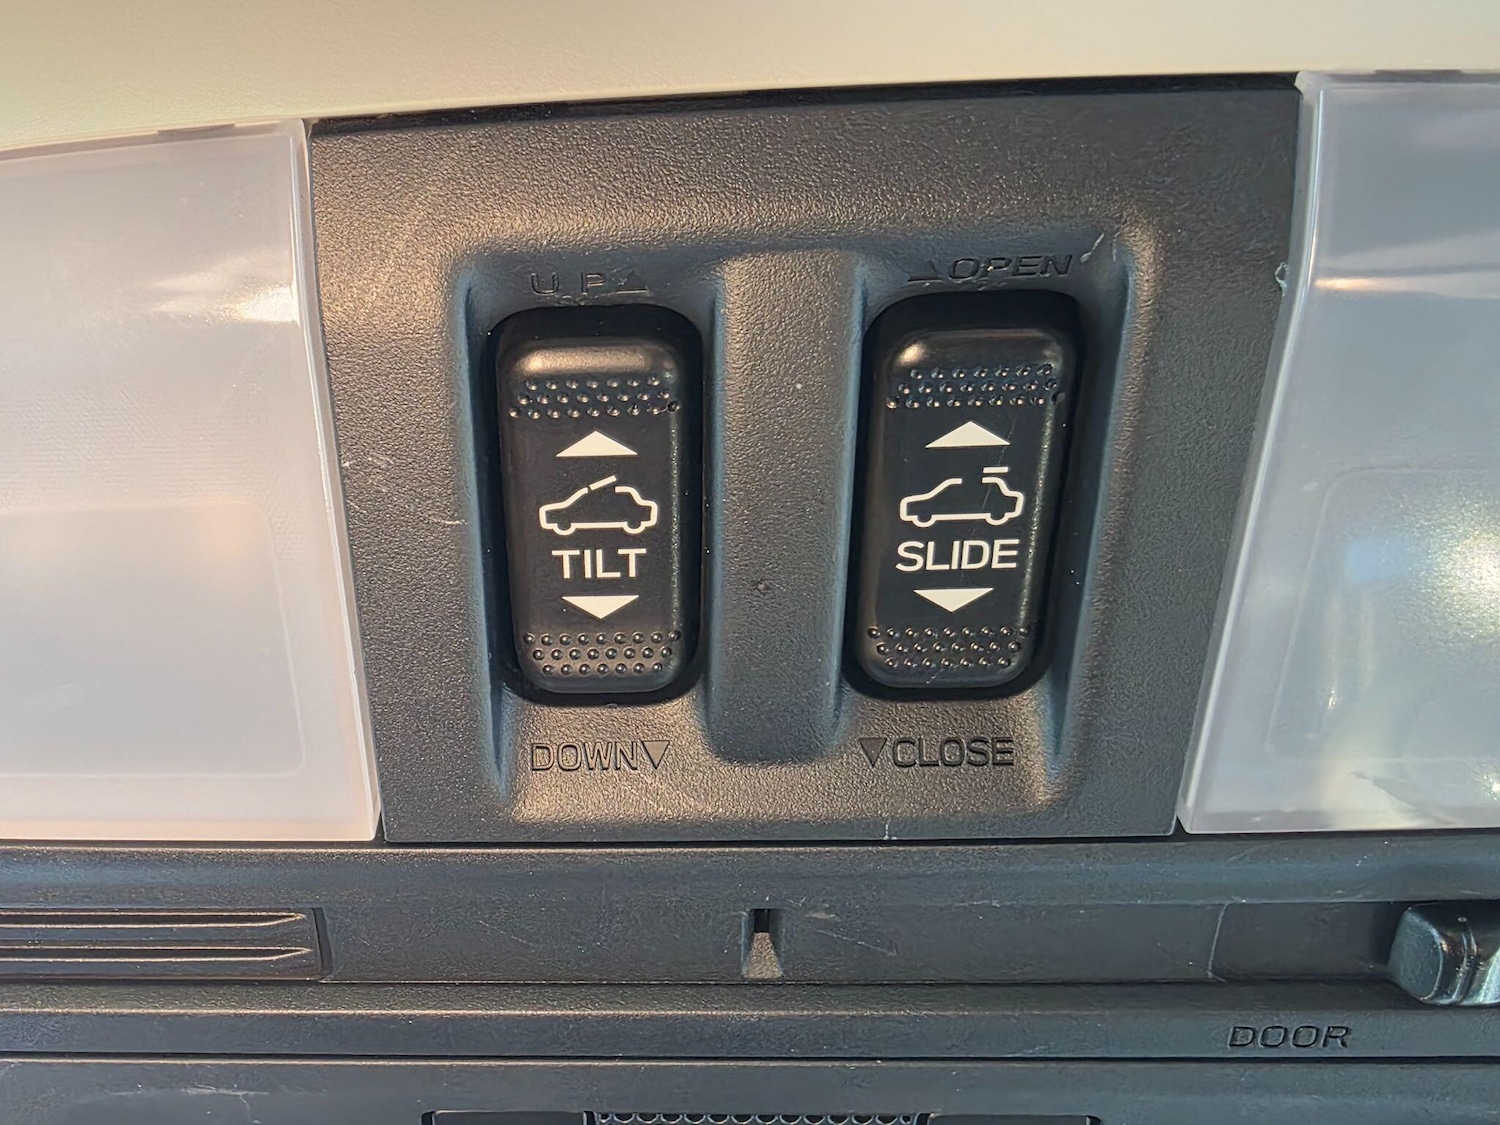 UP▲
▲OPEN
TILT
SLIDE
DOWN▼
▼CLOSE
DOOR